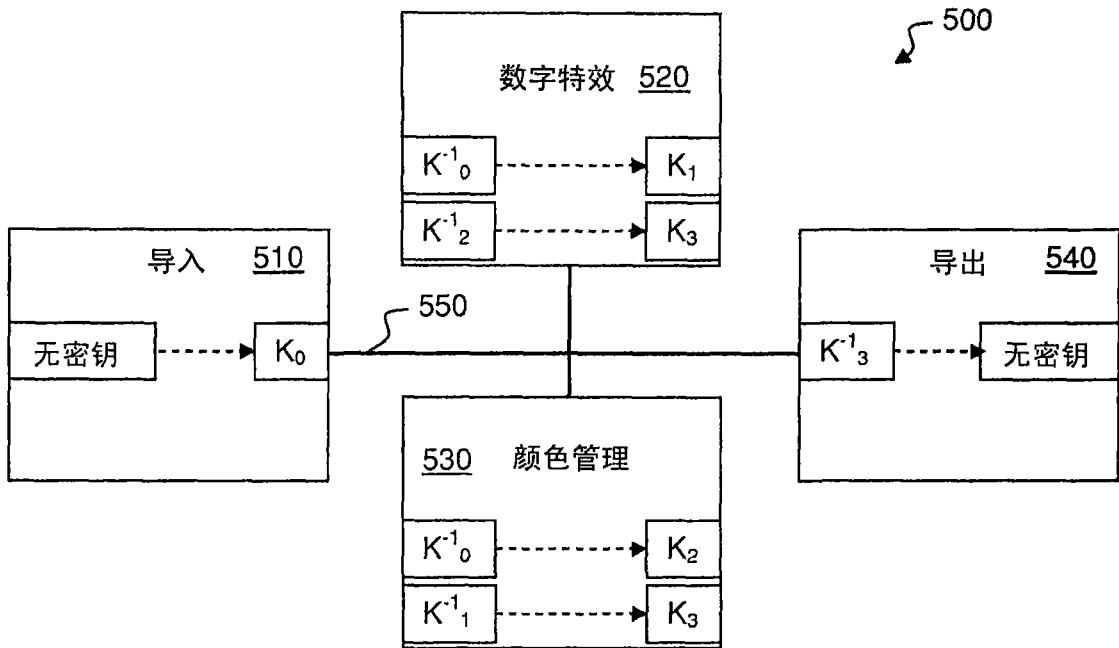 500
数字特效 520
K⁻¹₀ K₁
K⁻¹₂ K₃
导入 510
无密钥 K₀
550
导出 540
K⁻¹₃ 无密钥
530 颜色管理
K⁻¹₀ K₂
K⁻¹₁ K₃